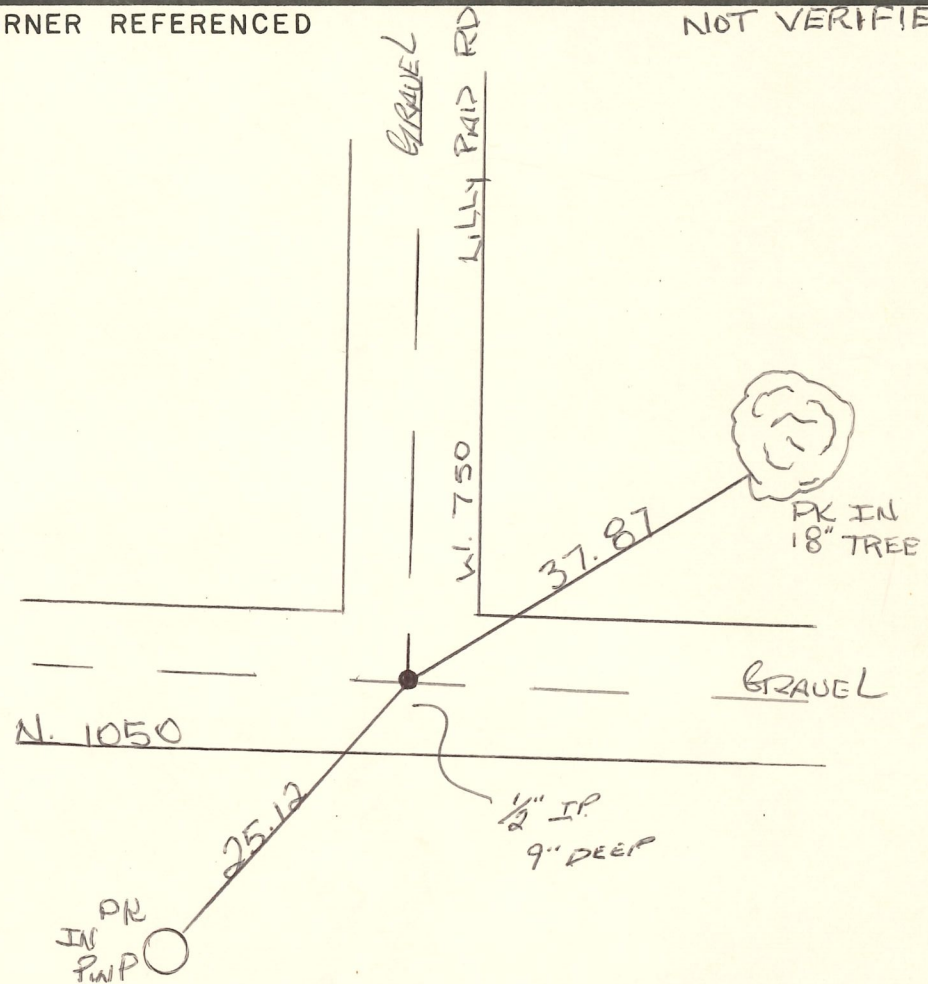 RNER REFERENCED
NOT VERIFIE
GRAVEL
LILLY PAD RD
W. 750
37.87
PK IN
18" TREE
GRAVEL
N. 1050
25.12
1/2" IP
9" DEEP
PK
IN
PWP